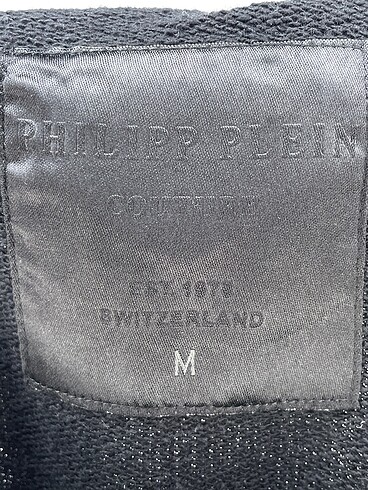 PHILIPP PLEIN
COUTURE
EST. 1978
SWITZERLAND
M